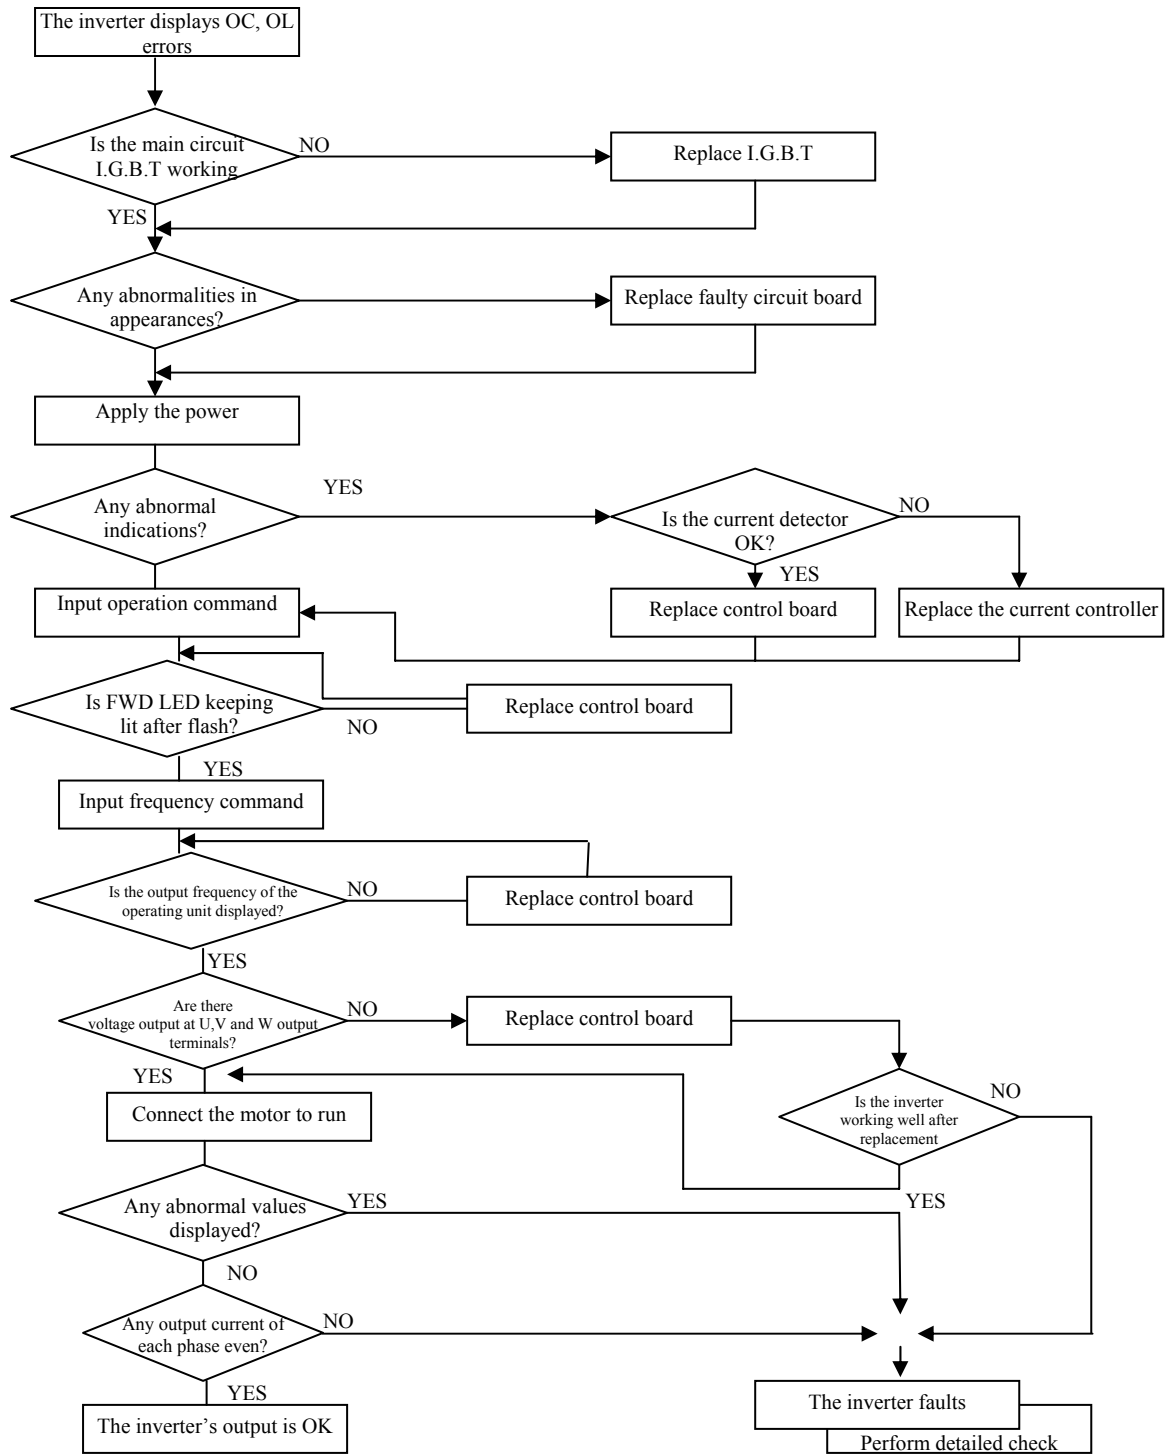 The inverter displays OC, OL
errors
Is the main circuit
I.G.B.T working
NO
Replace I.G.B.T
YES
Any abnormalities in
appearances?
Replace faulty circuit board
Apply the power
Any abnormal
indications?
YES
Is the current detector
OK?
NO
YES
Input operation command
Replace control board
Replace the current controller
Is FWD LED keeping
lit after flash?
NO
Replace control board
YES
Input frequency command
Is the output frequency of the
operating unit displayed?
NO
Replace control board
YES
Are there
voltage output at U,V and W output
terminals?
NO
Replace control board
YES
Is the inverter
working well after
replacement
NO
Connect the motor to run
YES
Any abnormal values
displayed?
YES
NO
Any output current of
each phase even?
NO
YES
The inverter’s output is OK
The inverter faults
Perform detailed check